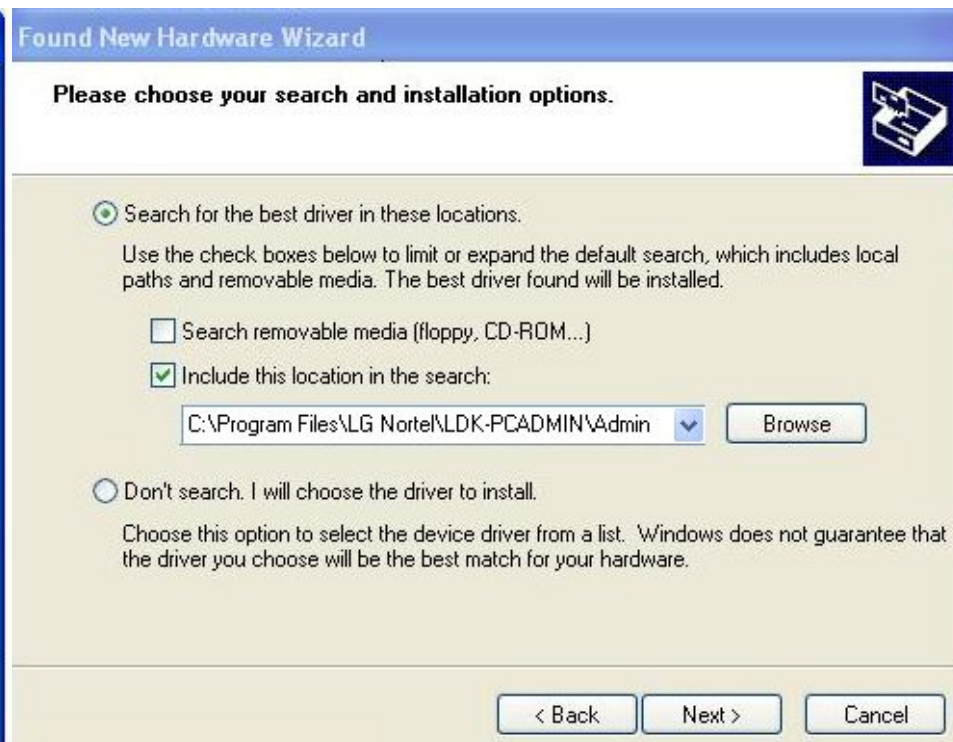 Found New Hardware Wizard
Please choose your search and installation options.
Search for the best driver in these locations.
Use the check boxes below to limit or expand the default search, which includes local
paths and removable media. The best driver found will be installed.
Search removable media (floppy, CD-ROM...)
Include this location in the search:
C:\Program Files\LG Nortel\LDK-PCADMIN\Admin
Browse
Don't search. I will choose the driver to install.
Choose this option to select the device driver from a list. Windows does not guarantee that
the driver you choose will be the best match for your hardware.
< Back
Next >
Cancel